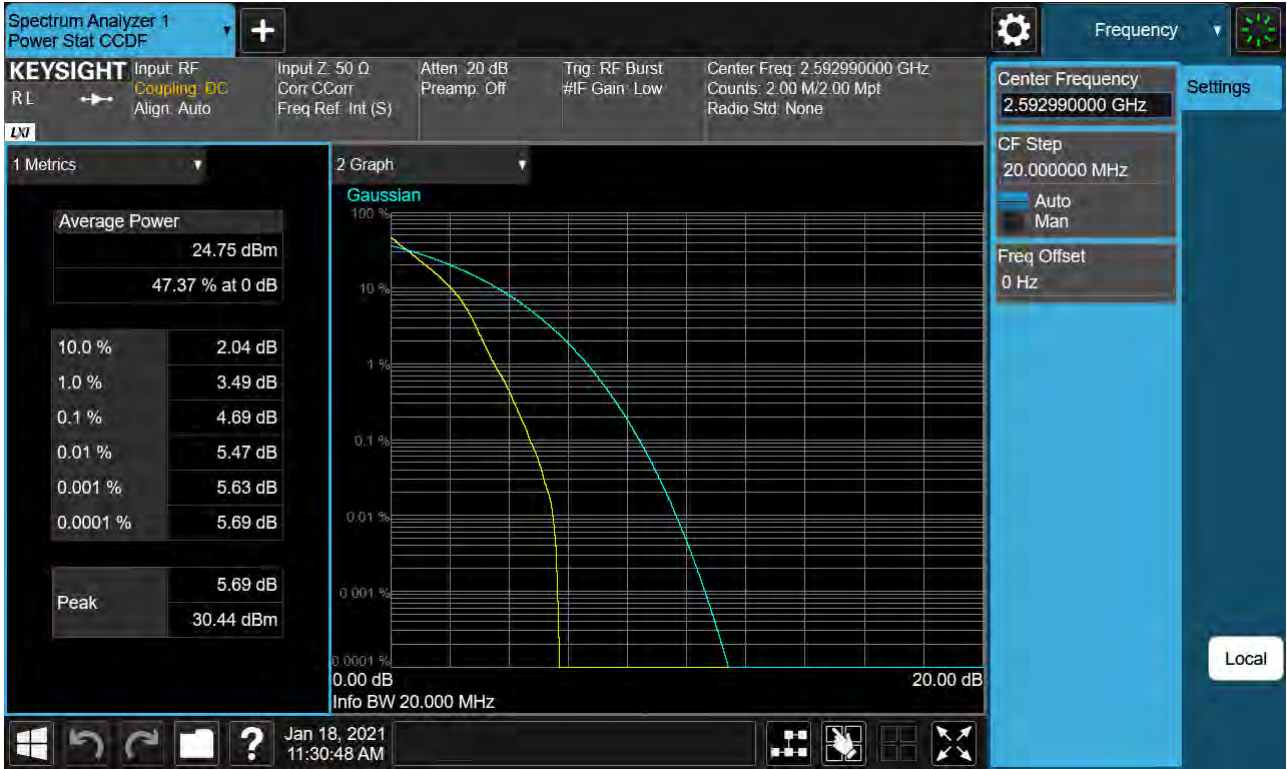 Spectrum Analyzer 1
Power Stat CCDF
Frequency
KEYSIGHT
R L
LXI
Input: RF
Coupling: DC
Align: Auto
Input Z: 50 Ω
Corr CCorr
Freq Ref: Int (S)
Atten: 20 dB
Preamp: Off
Trig: RF Burst
#IF Gain: Low
Center Freq: 2.592990000 GHz
Counts: 2.00 M/2.00 Mpt
Radio Std: None
Center Frequency
2.592990000 GHz
Settings
CF Step
20.000000 MHz
Auto
Man
Freq Offset
0 Hz
Local
1 Metrics
Average Power
24.75 dBm
47.37 % at 0 dB
10.0 % 2.04 dB
1.0 % 3.49 dB
0.1 % 4.69 dB
0.01 % 5.47 dB
0.001 % 5.63 dB
0.0001 % 5.69 dB
Peak
5.69 dB
30.44 dBm
2 Graph
Gaussian
100 %
10 %
1 %
0.1 %
0.01 %
0.001 %
0.0001 %
0.00 dB 20.00 dB
Info BW 20.000 MHz
?
Jan 18, 2021
11:30:48 AM